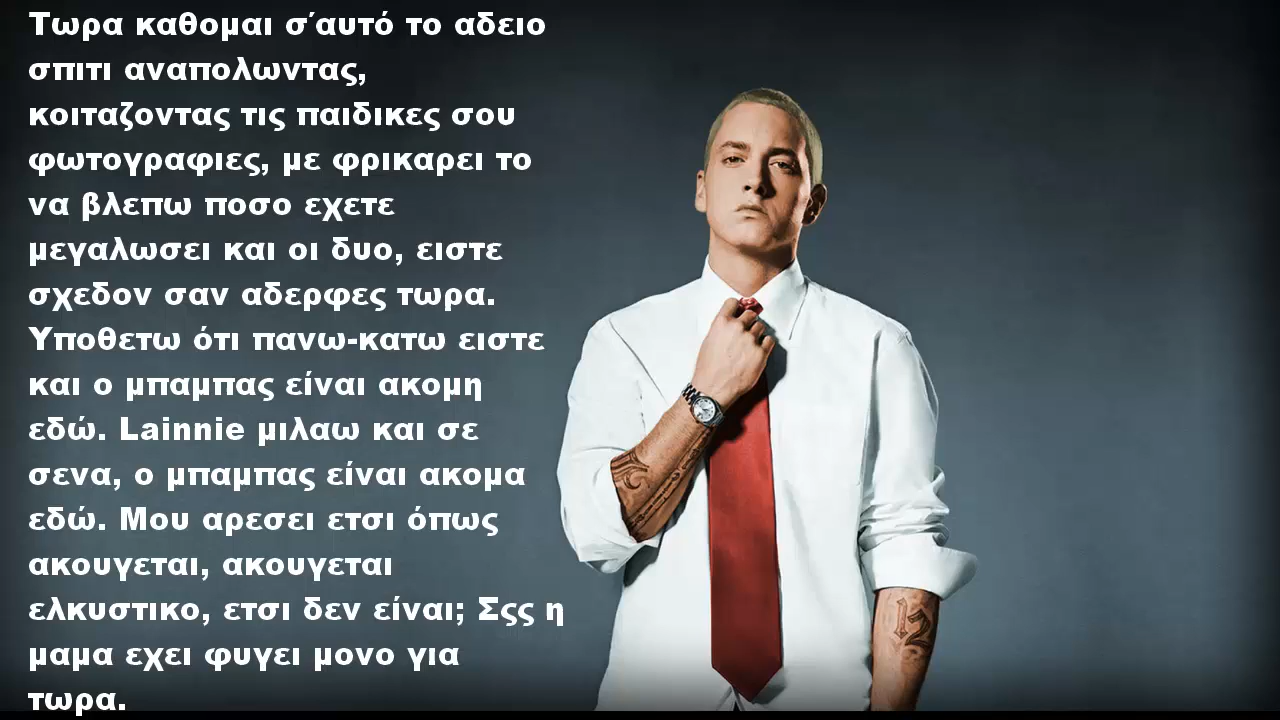 Τωρα καθομαι σ΄αυτό το αδειο
σπιτι αναπολωντας,
κοιταζοντας τις παιδικες σου
φωτογραφιες, με φρικαρει το
να βλεπω ποσο εχετε
μεγαλωσει και οι δυο, ειστε
σχεδον σαν αδερφες τωρα.
Υποθετω ότι πανω-κατω ειστε
και ο μπαμπας είναι ακομη
εδώ. Lainnie μιλαω και σε
σενα, ο μπαμπας είναι ακομα
εδώ. Μου αρεσει ετσι όπως
ακουγεται, ακουγεται
ελκυστικο, ετσι δεν είναι; Σςς η
μαμα εχει φυγει μονο για
τωρα.
12